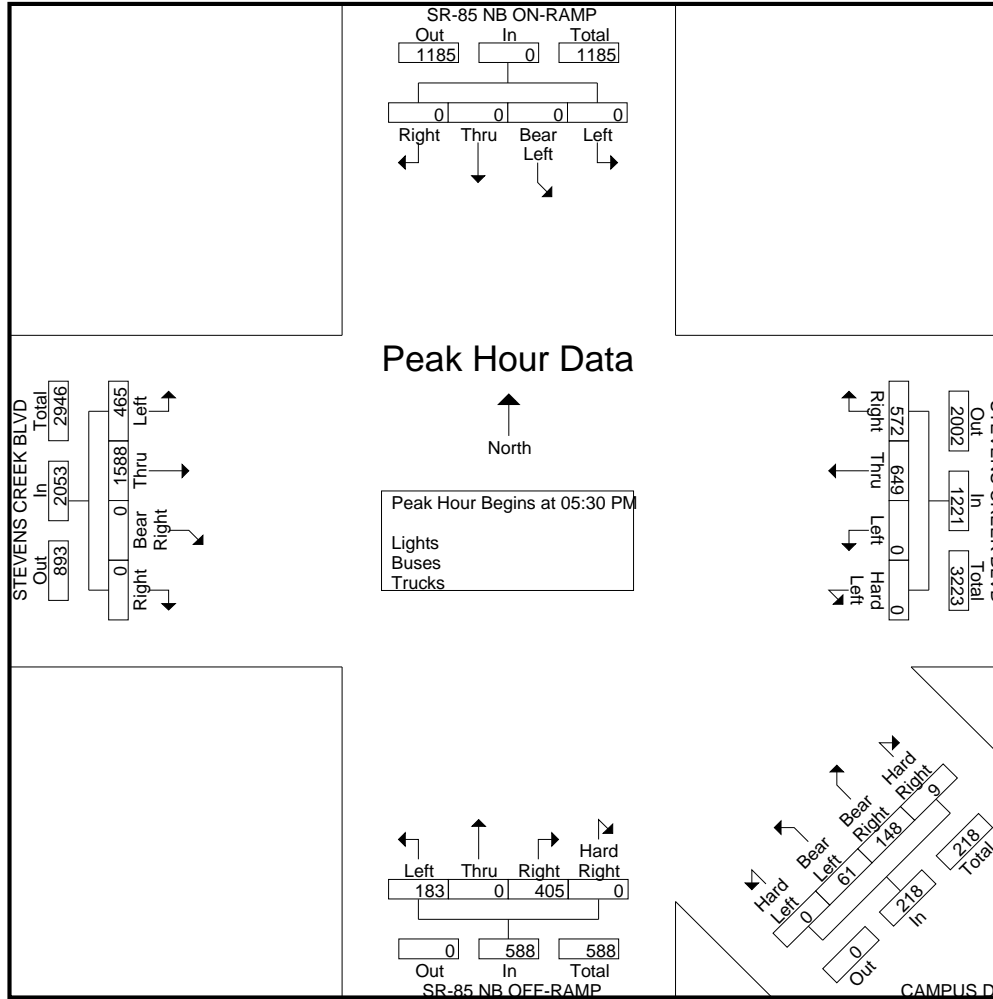 SR-85 NB ON-RAMP
Out In Total
1185 0 1185
0 0 0 0
Right Thru Bear Left Left
Peak Hour Data
North
Peak Hour Begins at 05:30 PM
Lights
Buses
Trucks
STEVENS CREEK BLVD
Total In Out
2946 2053 893
465 1588 0 0
Left Thru Bear Right Right
Out In Total
2002 1221 3223
572 649 0 0
Right Thru Left Hard Left
Left Thru Right Hard Right
183 0 405 0
0 588 588
Out In Total
SR-85 NB OFF-RAMP
Hard Left Bear Left Bear Right Hard Right
0 61 148 9
0 218 218
Out In Total
CAMPUS D